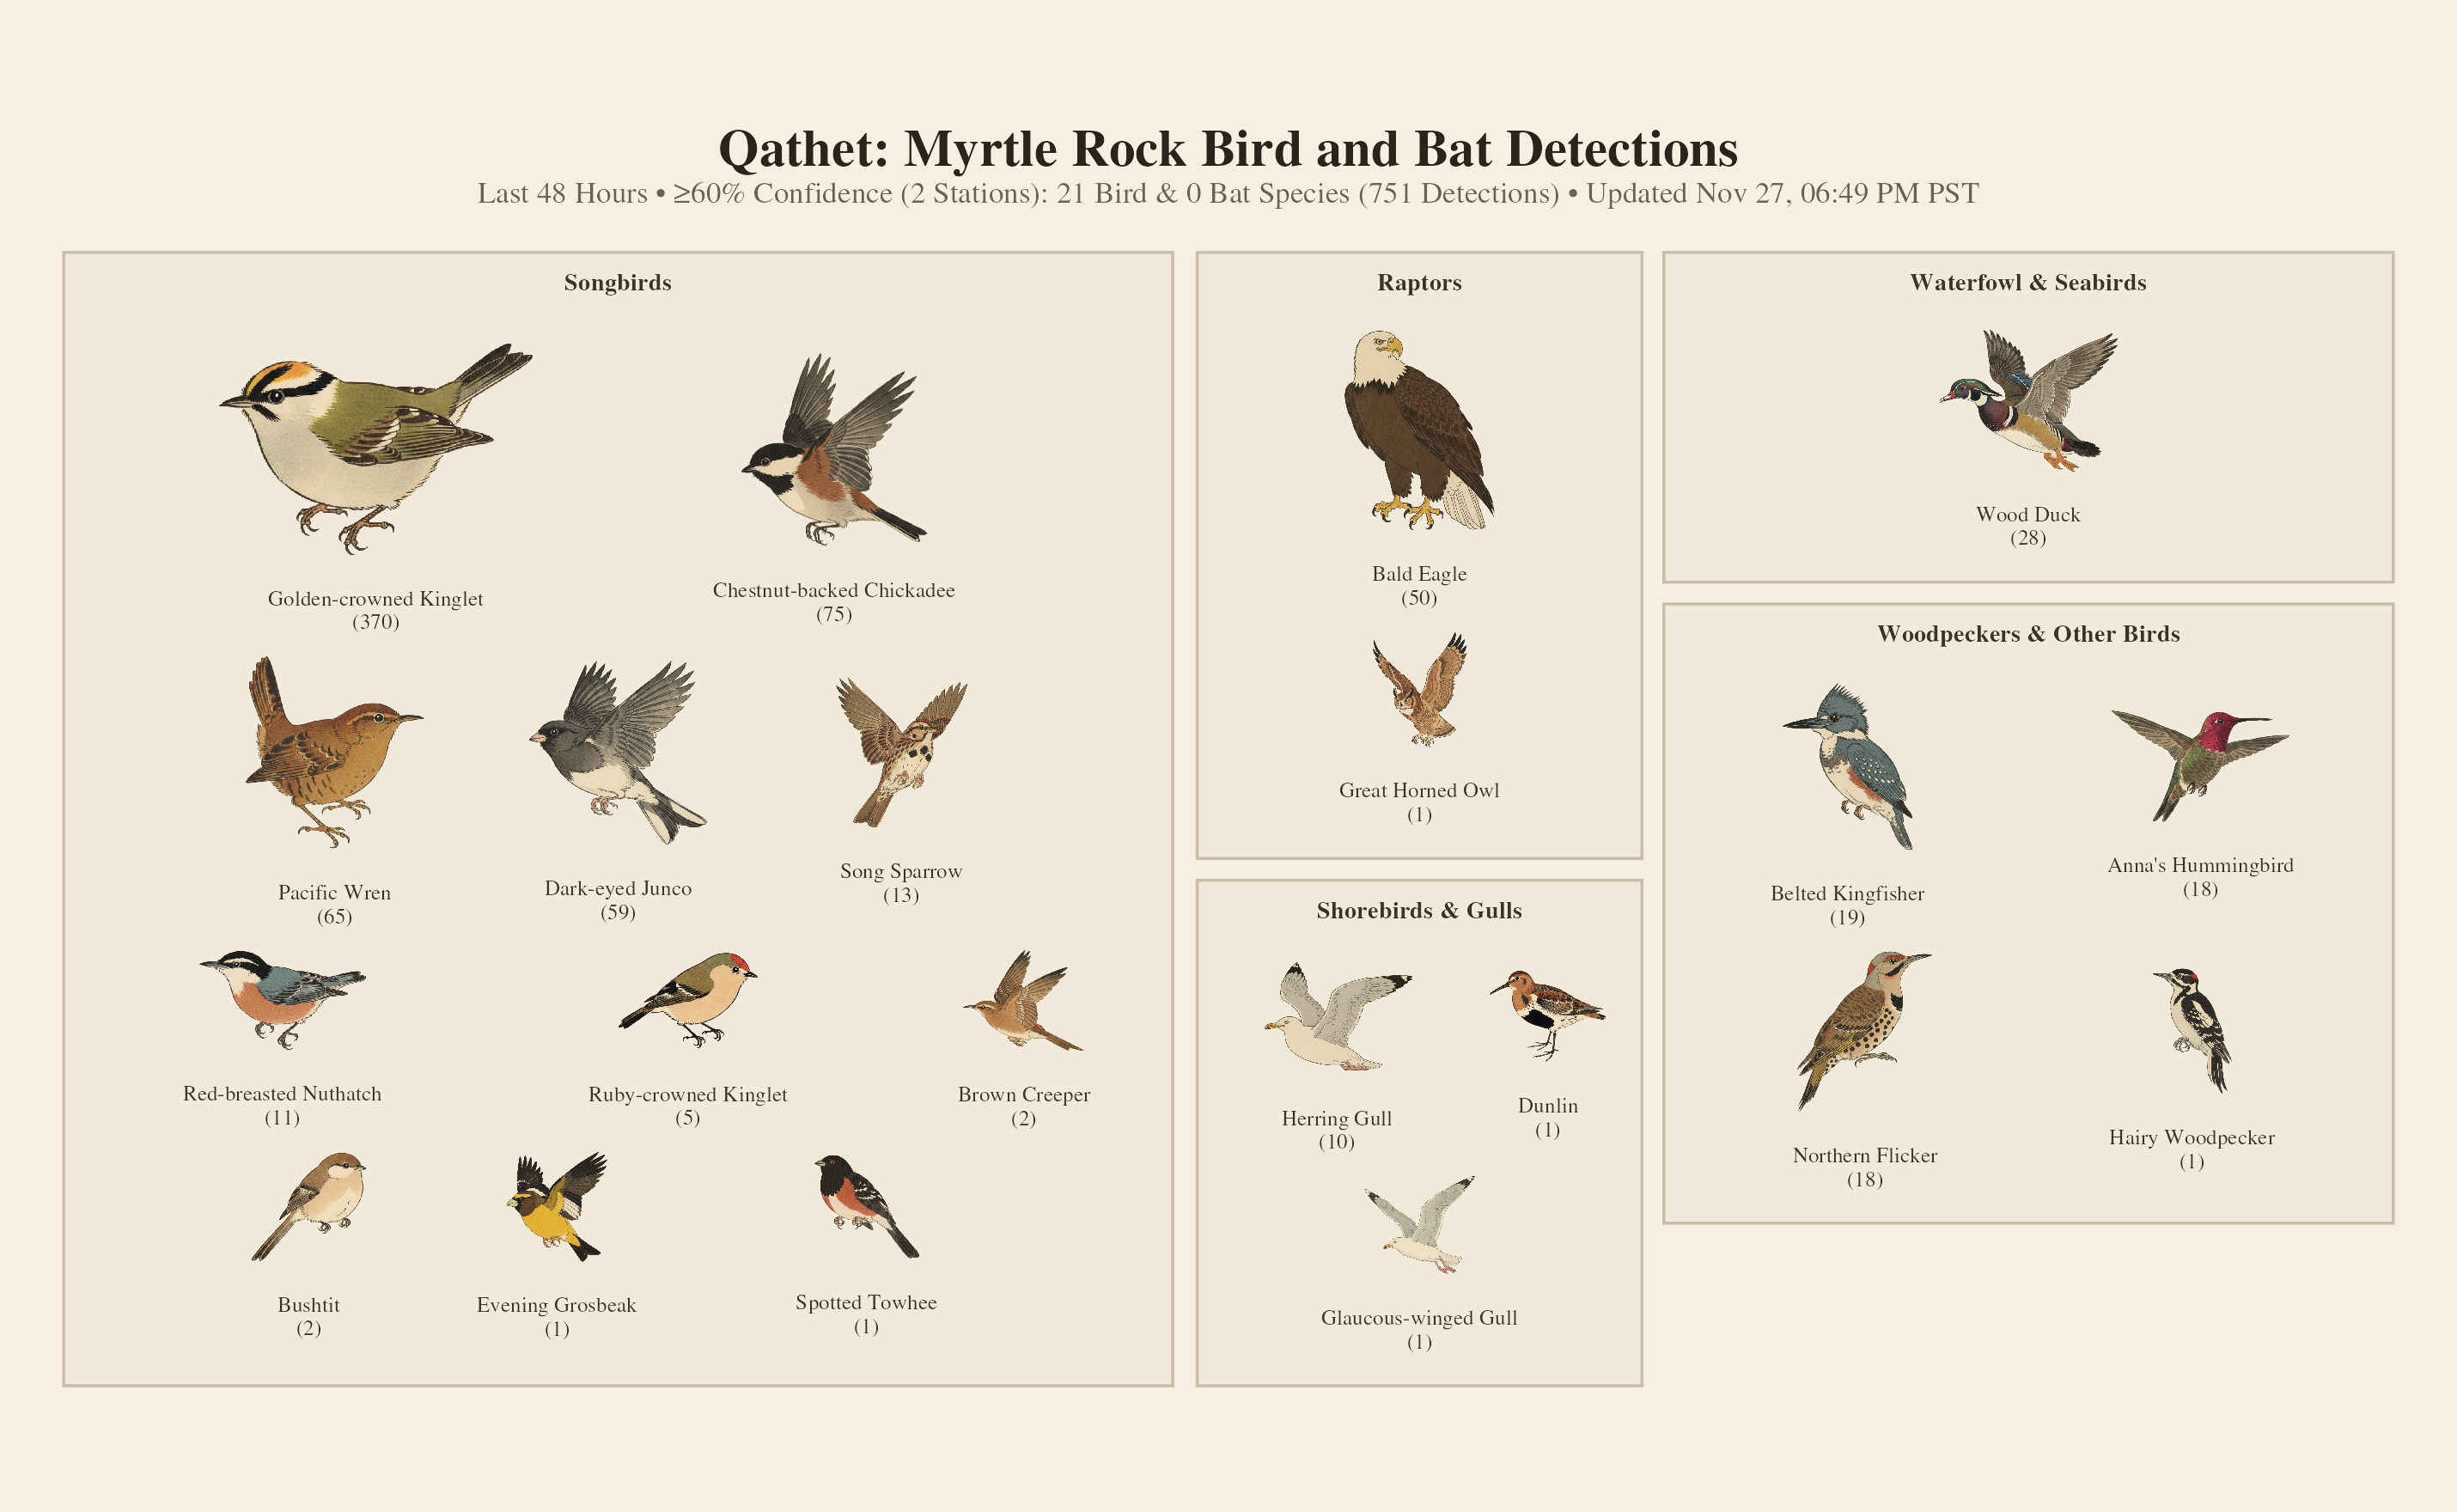 Qathet: Myrtle Rock Bird and Bat Detections
Last 48 Hours • ≥60% Confidence (2 Stations): 21 Bird & 0 Bat Species (751 Detections) • Updated Nov 27, 06:49 PM PST
Songbirds
Golden-crowned Kinglet
(370)
Chestnut-backed Chickadee
(75)
Pacific Wren
(65)
Dark-eyed Junco
(59)
Song Sparrow
(13)
Red-breasted Nuthatch
(11)
Ruby-crowned Kinglet
(5)
Brown Creeper
(2)
Bushtit
(2)
Evening Grosbeak
(1)
Spotted Towhee
(1)
Raptors
Bald Eagle
(50)
Great Horned Owl
(1)
Shorebirds & Gulls
Herring Gull
(10)
Dunlin
(1)
Glaucous-winged Gull
(1)
Waterfowl & Seabirds
Wood Duck
(28)
Woodpeckers & Other Birds
Belted Kingfisher
(19)
Anna's Hummingbird
(18)
Northern Flicker
(18)
Hairy Woodpecker
(1)